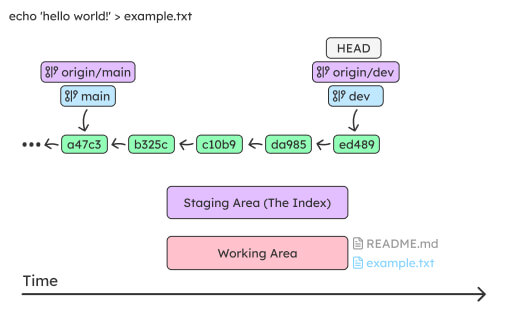 echo 'hello world!' > example.txt
HEAD
origin/main
origin/dev
main
dev
a47c3
b325c
c10b9
da985
ed489
Staging Area (The Index)
Working Area
README.md
example.txt
Time